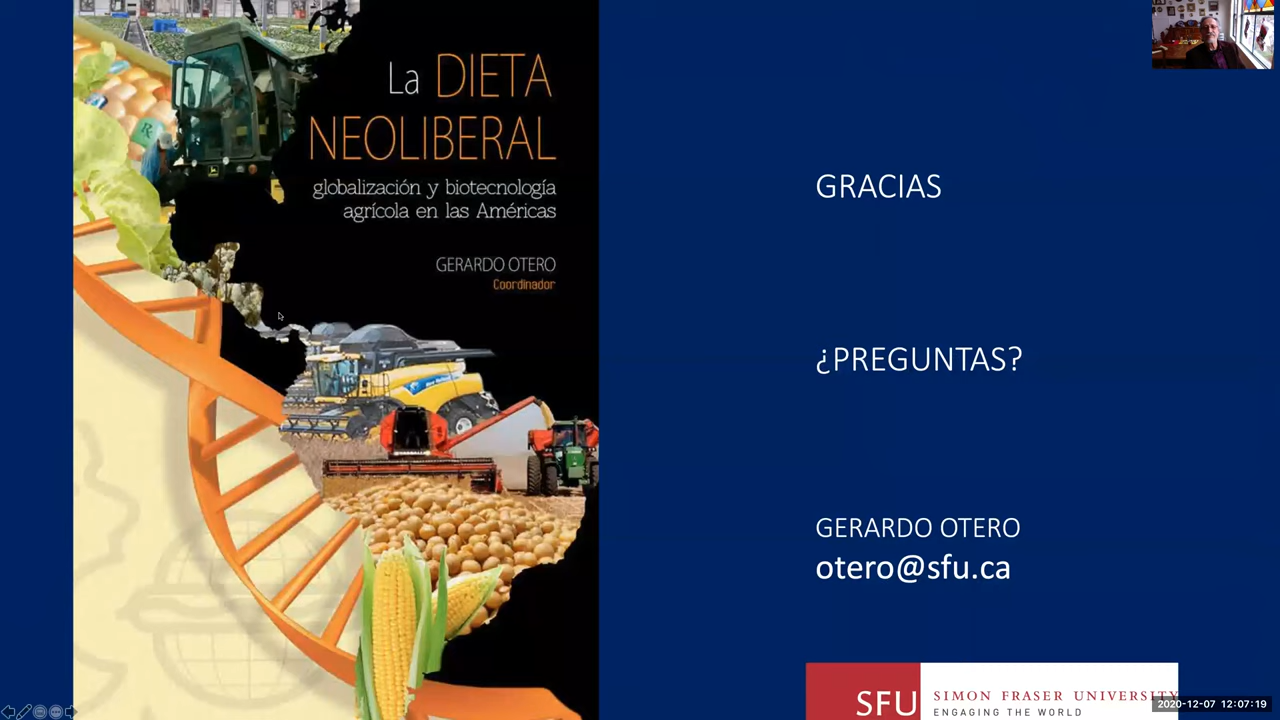 La DIETA
NEOLIBERAL
globalización y biotecnología
agrícola en las Américas
GERARDO OTERO
Coordinador
GRACIAS
¿PREGUNTAS?
GERARDO OTERO
otero@sfu.ca
SFU
SIMON FRASER UNIVERSITY
ENGAGING THE WORLD
2020-12-07 12:07:19